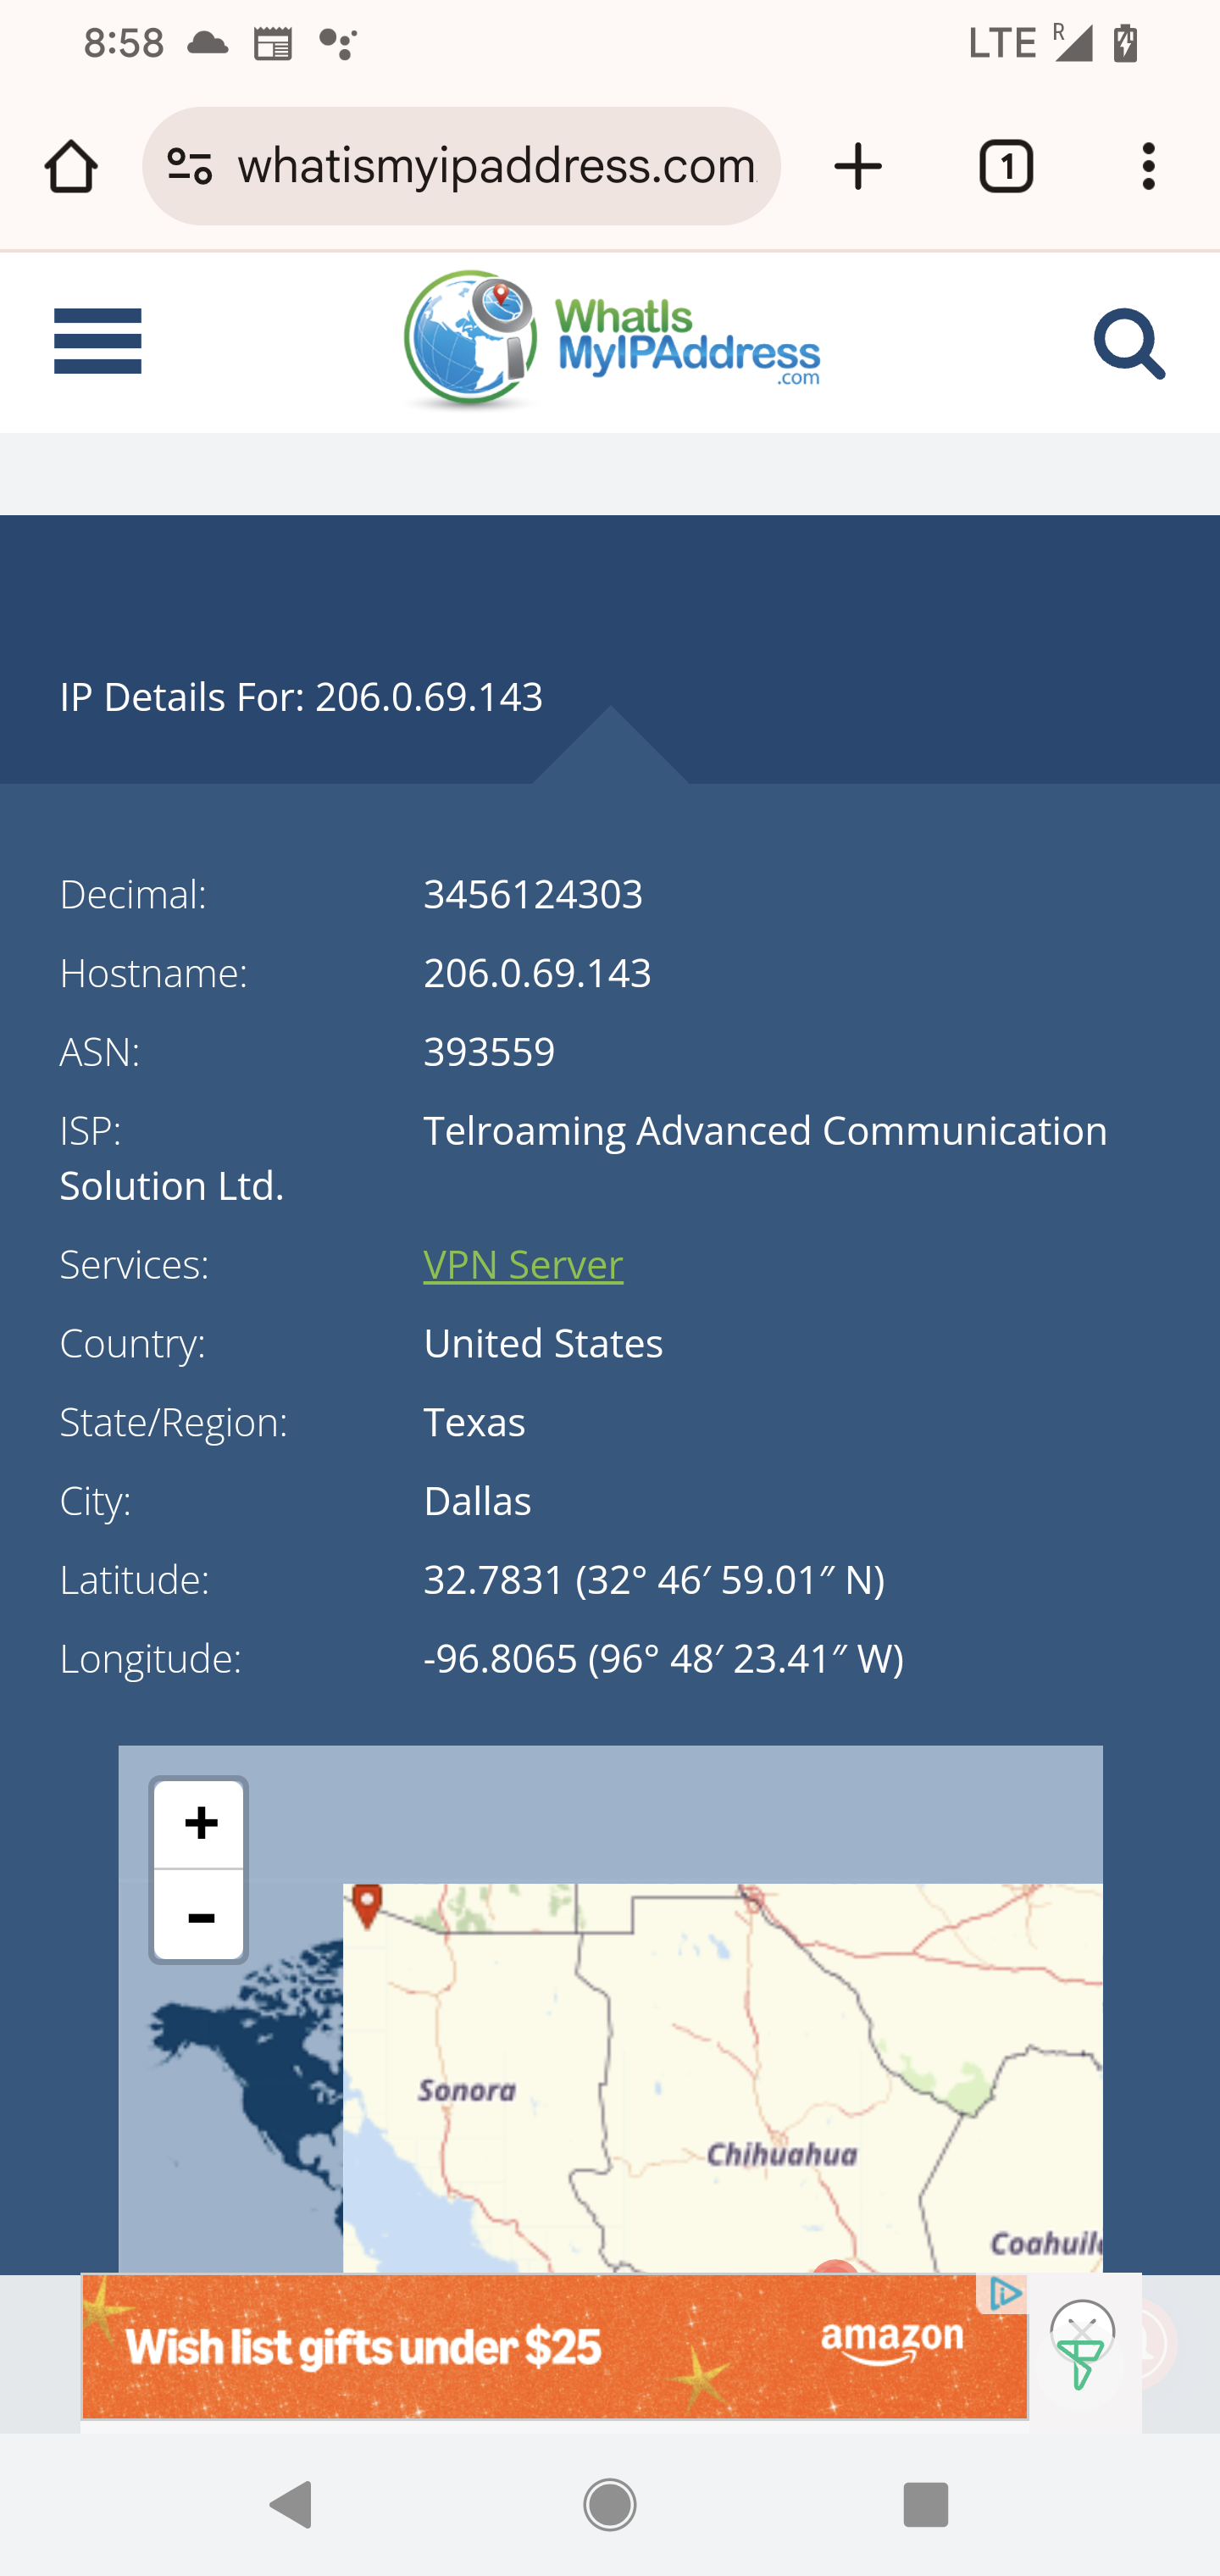 8:58
LTE R
whatismyipaddress.com
1
WhatIs
MyIPAddress
.com
IP Details For: 206.0.69.143
Decimal: 3456124303
Hostname: 206.0.69.143
ASN: 393559
ISP: Telroaming Advanced Communication
Solution Ltd.
Services: VPN Server
Country: United States
State/Region: Texas
City: Dallas
Latitude: 32.7831 (32° 46′ 59.01″ N)
Longitude: -96.8065 (96° 48′ 23.41″ W)
+
-
Sonora
Chihuahua
Coahuil
Wish list gifts under $25
amazon